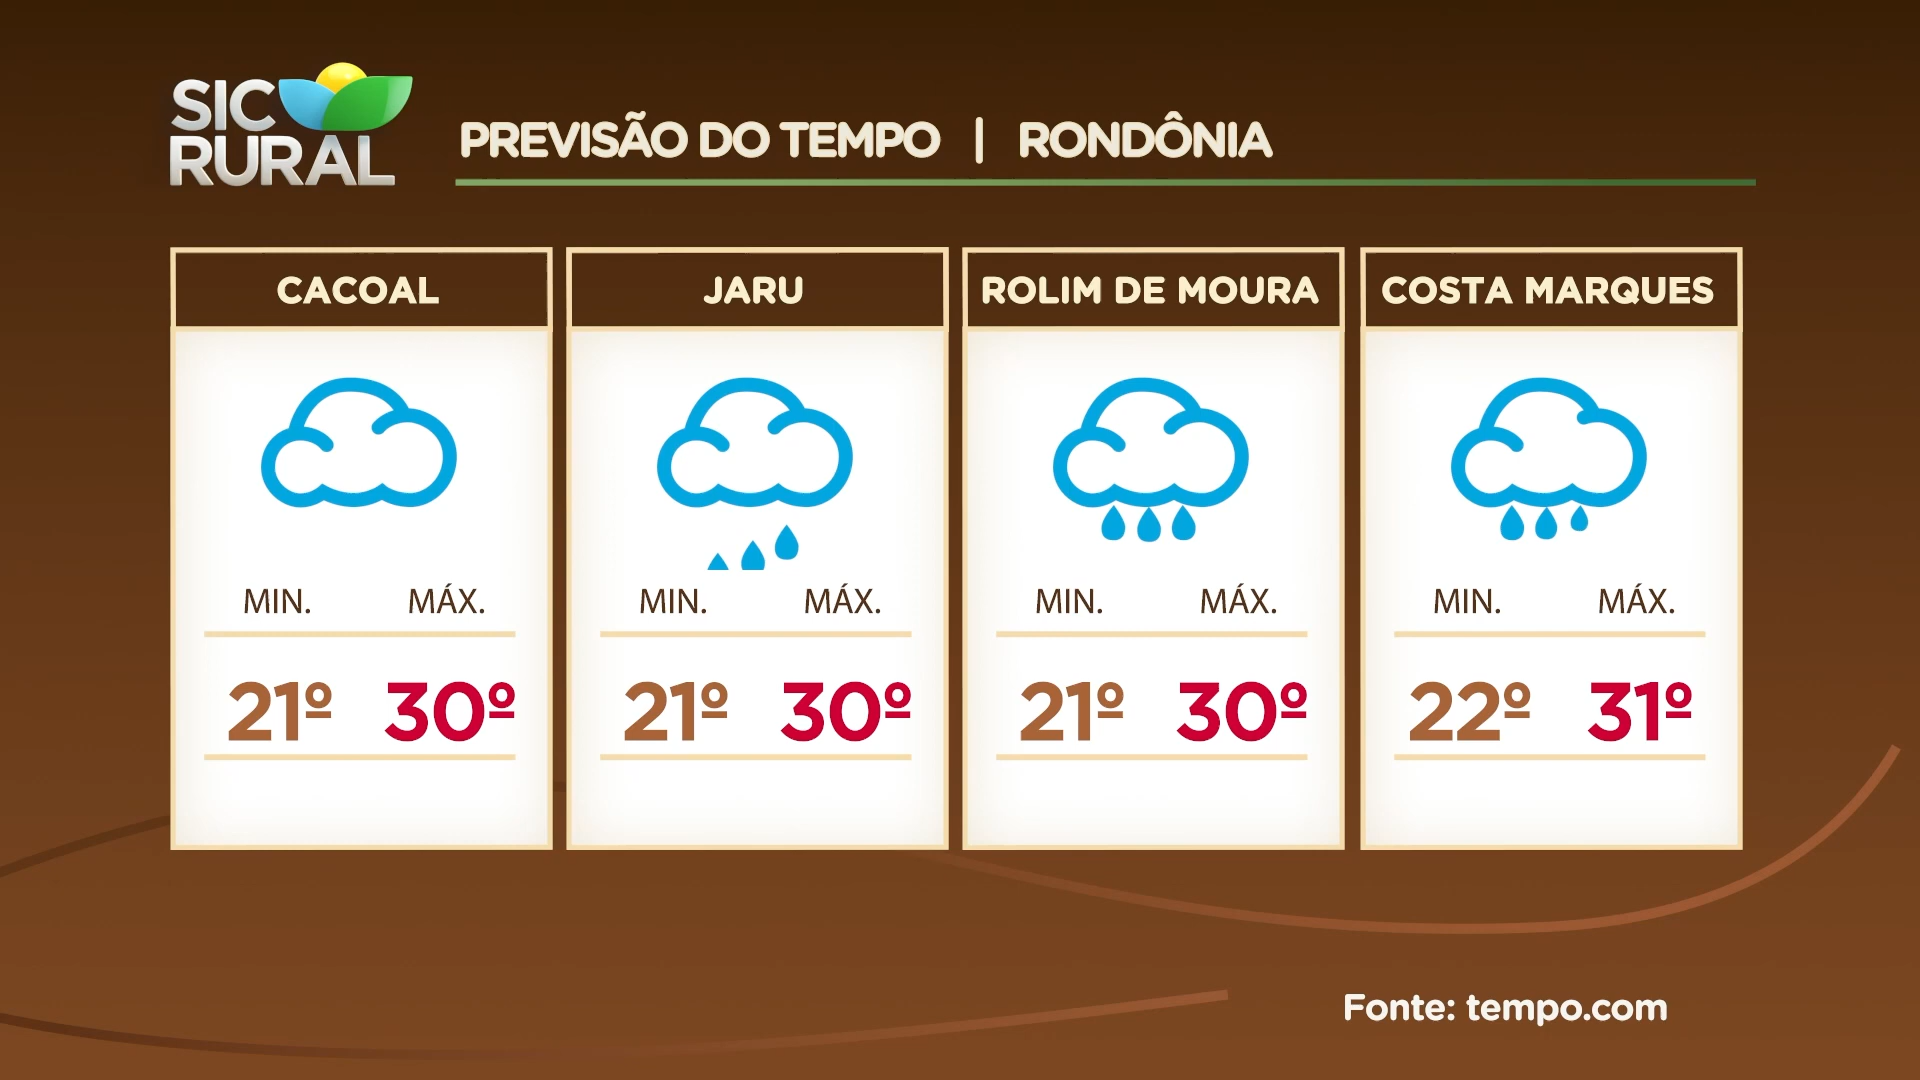 SIC
RURAL
PREVISÃO DO TEMPO | RONDÔNIA
CACOAL
MIN. MÁX.
21º 30º
JARU
MIN. MÁX.
21º 30º
ROLIM DE MOURA
MIN. MÁX.
21º 30º
COSTA MARQUES
MIN. MÁX.
22º 31º
Fonte: tempo.com